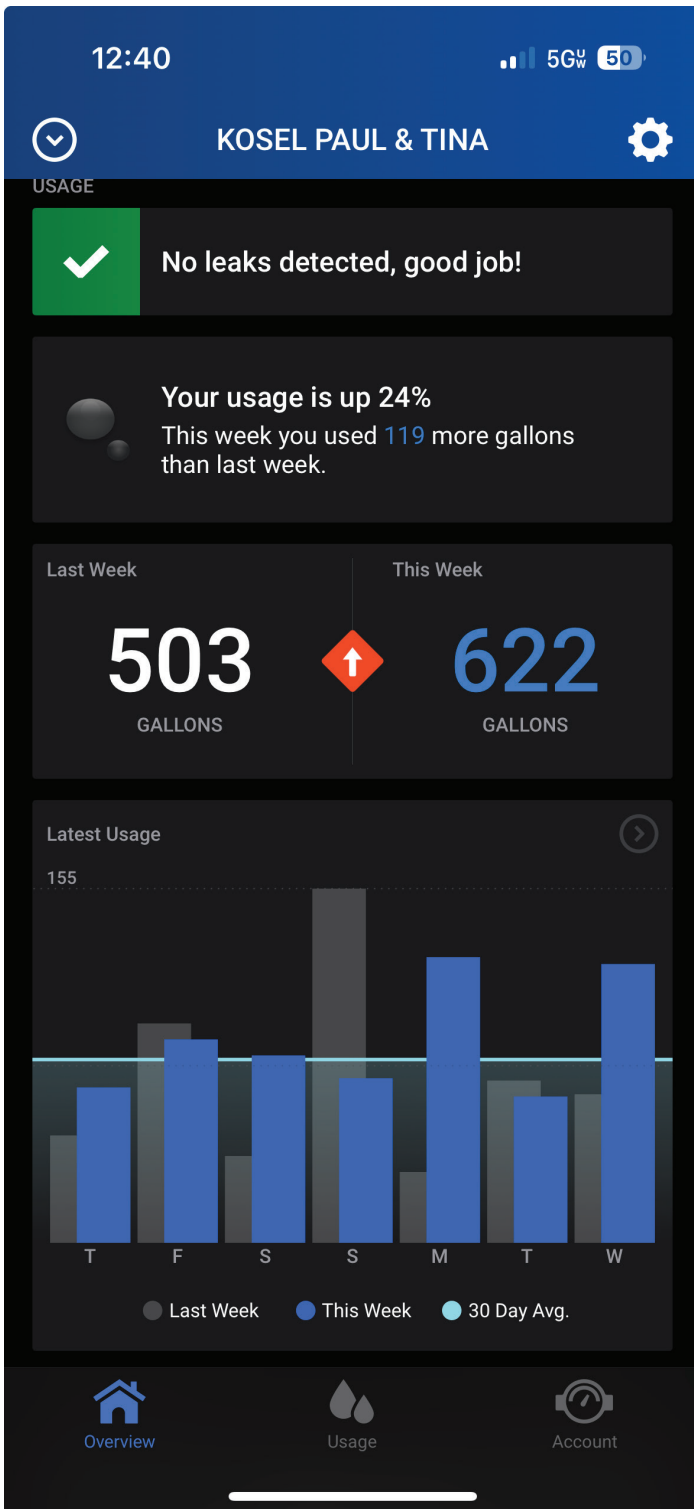 12:40
5GUW 50
KOSEL PAUL & TINA
USAGE
No leaks detected, good job!
Your usage is up 24%
This week you used 119 more gallons
than last week.
Last Week
This Week
503
622
GALLONS
GALLONS
Latest Usage
155
T F S S M T W
Last Week This Week 30 Day Avg.
Overview Usage Account